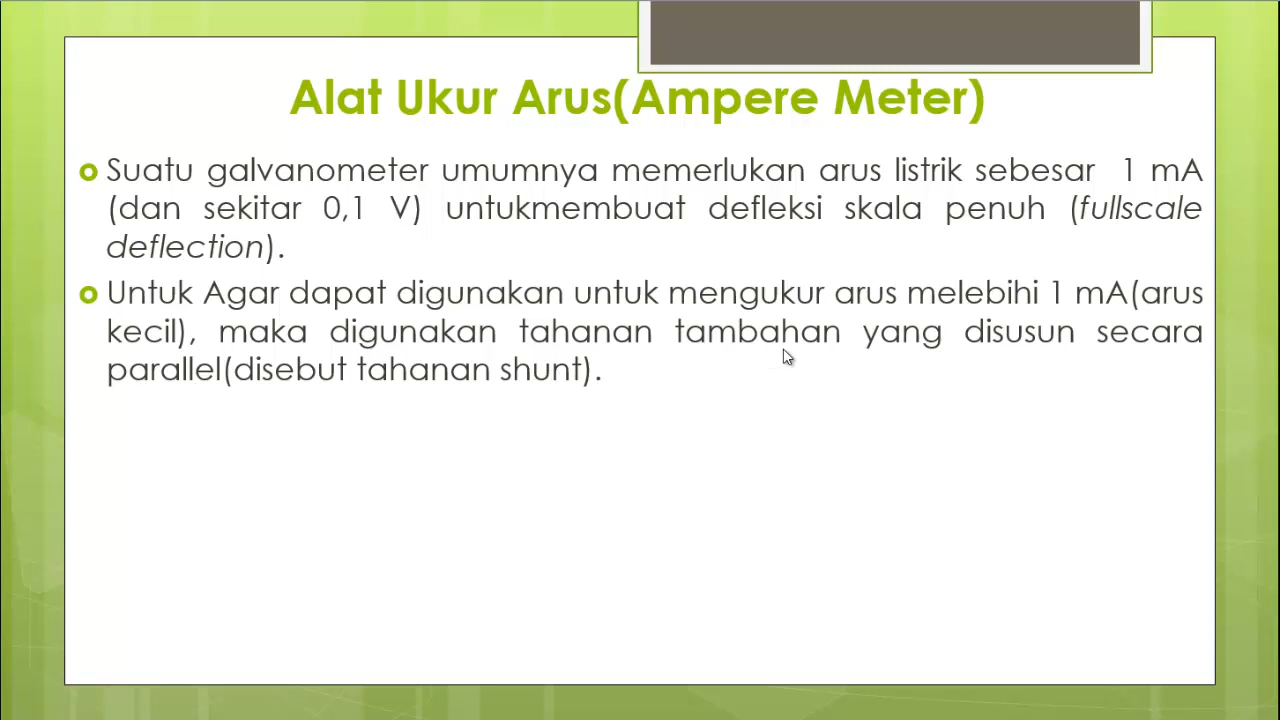 Alat Ukur Arus(Ampere Meter)
Suatu galvanometer umumnya memerlukan arus listrik sebesar 1 mA
(dan sekitar 0,1 V) untukmembuat defleksi skala penuh (fullscale
deflection).
Untuk Agar dapat digunakan untuk mengukur arus melebihi 1 mA(arus
kecil), maka digunakan tahanan tambahan yang disusun secara
parallel(disebut tahanan shunt).